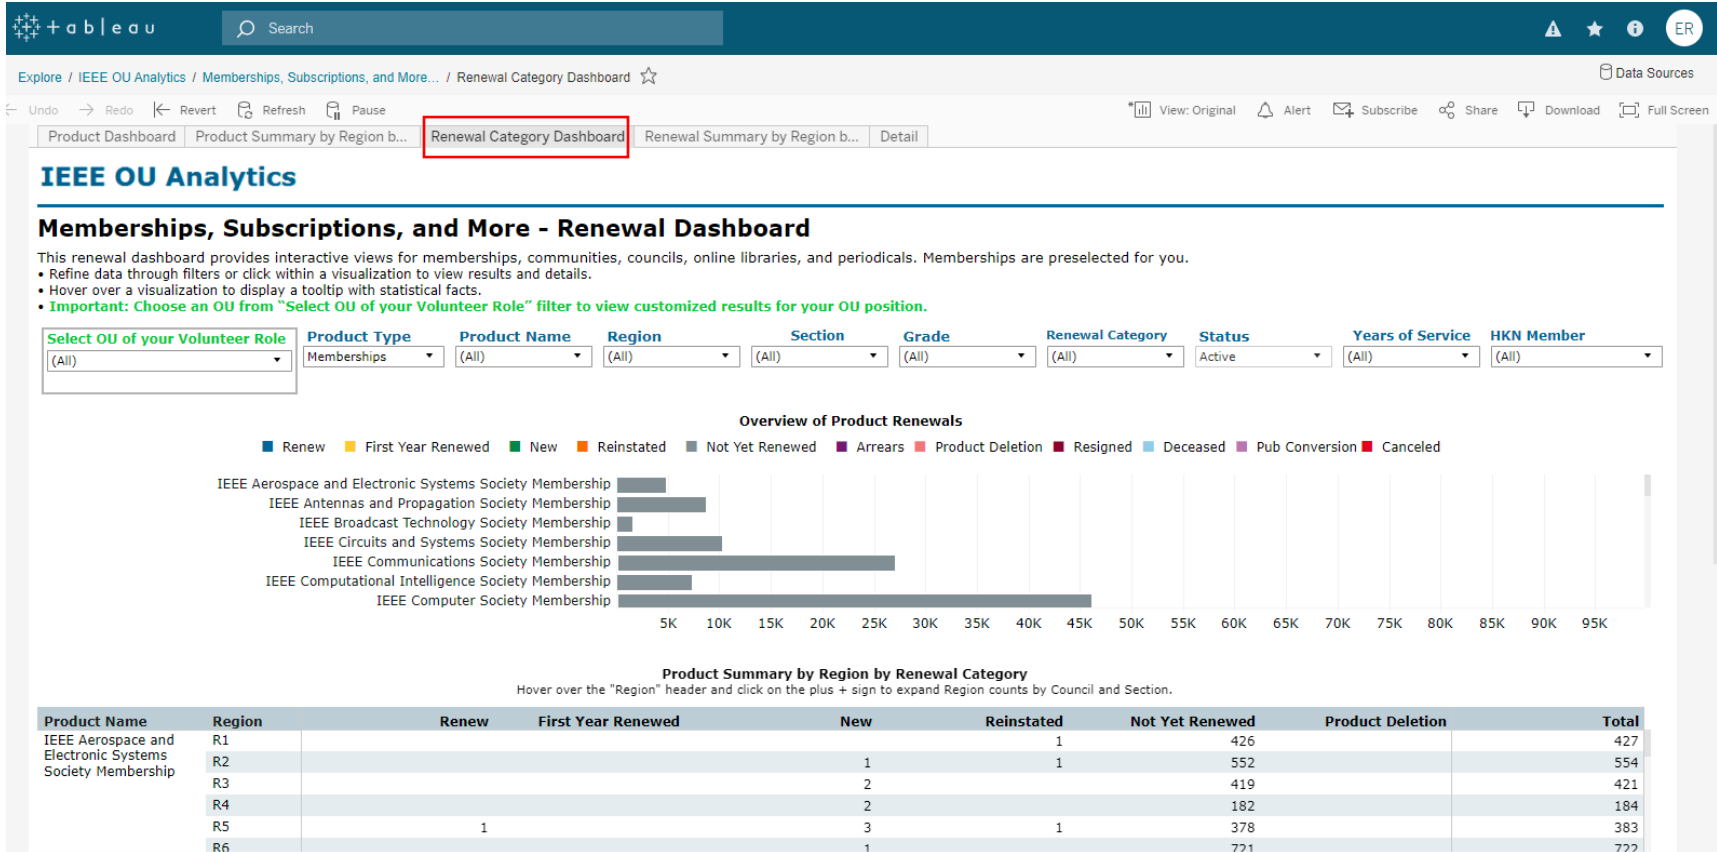 + a b | e a u
Search
ER
Explore / IEEE OU Analytics / Memberships, Subscriptions, and More... / Renewal Category Dashboard
Data Sources
Undo Redo Revert Refresh Pause
View: Original Alert Subscribe Share Download Full Screen
Product Dashboard Product Summary by Region b... Renewal Category Dashboard Renewal Summary by Region b... Detail
IEEE OU Analytics
Memberships, Subscriptions, and More - Renewal Dashboard
This renewal dashboard provides interactive views for memberships, communities, councils, online libraries, and periodicals. Memberships are preselected for you.
• Refine data through filters or click within a visualization to view results and details.
• Hover over a visualization to display a tooltip with statistical facts.
• Important: Choose an OU from “Select OU of your Volunteer Role” filter to view customized results for your OU position.
Select OU of your Volunteer Role Product Type Product Name Region Section Grade Renewal Category Status Years of Service HKN Member
(All) Memberships (All) (All) (All) (All) (All) Active (All) (All)
Overview of Product Renewals
Renew First Year Renewed New Reinstated Not Yet Renewed Arrears Product Deletion Resigned Deceased Pub Conversion Canceled
IEEE Aerospace and Electronic Systems Society Membership
IEEE Antennas and Propagation Society Membership
IEEE Broadcast Technology Society Membership
IEEE Circuits and Systems Society Membership
IEEE Communications Society Membership
IEEE Computational Intelligence Society Membership
IEEE Computer Society Membership
5K 10K 15K 20K 25K 30K 35K 40K 45K 50K 55K 60K 65K 70K 75K 80K 85K 90K 95K
Product Summary by Region by Renewal Category
Hover over the "Region" header and click on the plus + sign to expand Region counts by Council and Section.
Product Name Region Renew First Year Renewed New Reinstated Not Yet Renewed Product Deletion Total
IEEE Aerospace and R1 1 426 427
Electronic Systems
Society Membership
R2 1 1 552 554
R3 2 419 421
R4 2 182 184
R5 1 3 1 378 383
R6 1 721 722